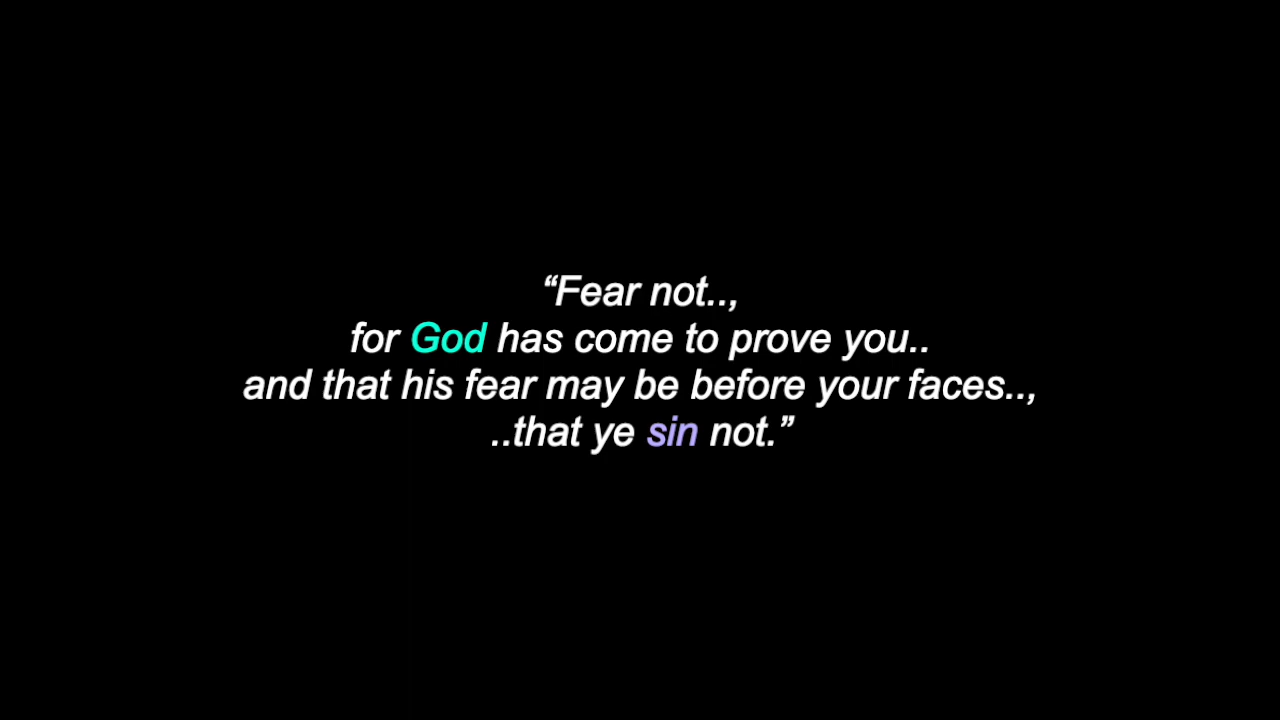 “Fear not..,
for God has come to prove you..
and that his fear may be before your faces..,
..that ye sin not.”